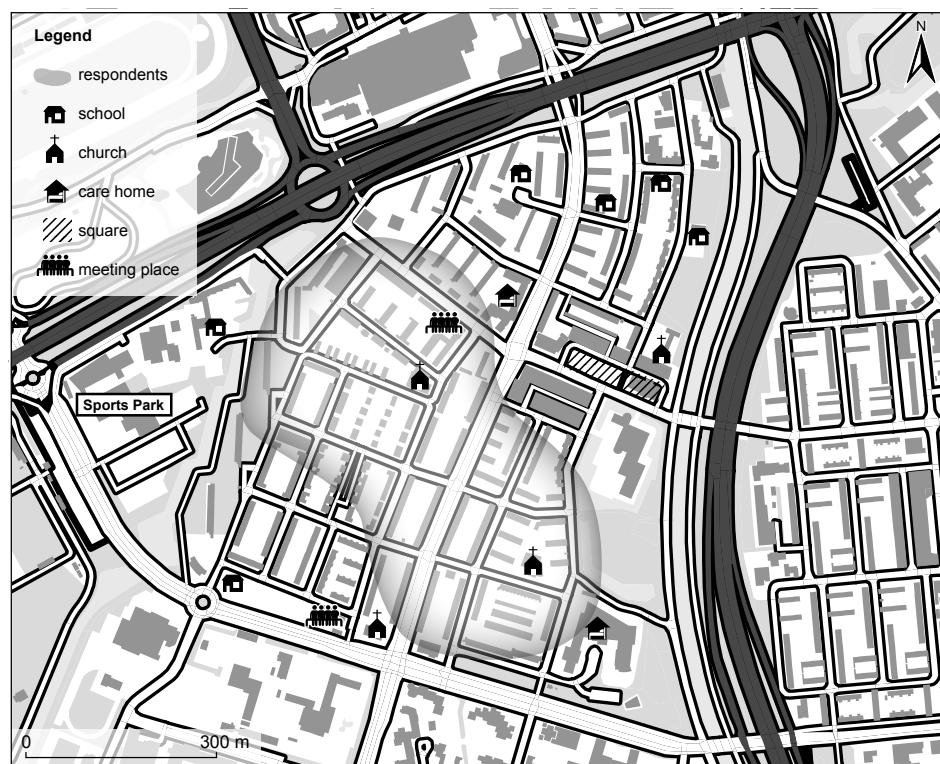 Legend
respondents
school
church
care home
square
meeting place
N
Sports Park
0 300 m